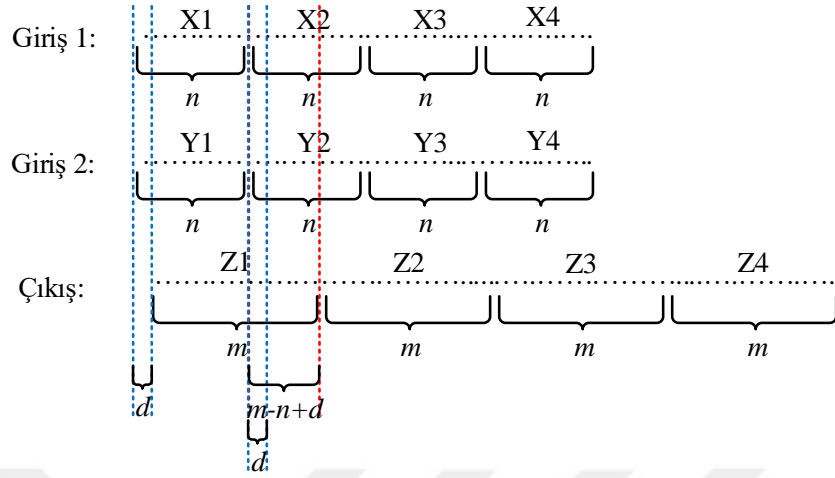 X1 X2 X3 X4
Giriş 1:
n n n n
Y1 Y2 Y3 Y4
Giriş 2:
n n n n
Z1 Z2 Z3 Z4
Çıkış:
m m m m
d m-n+d
d